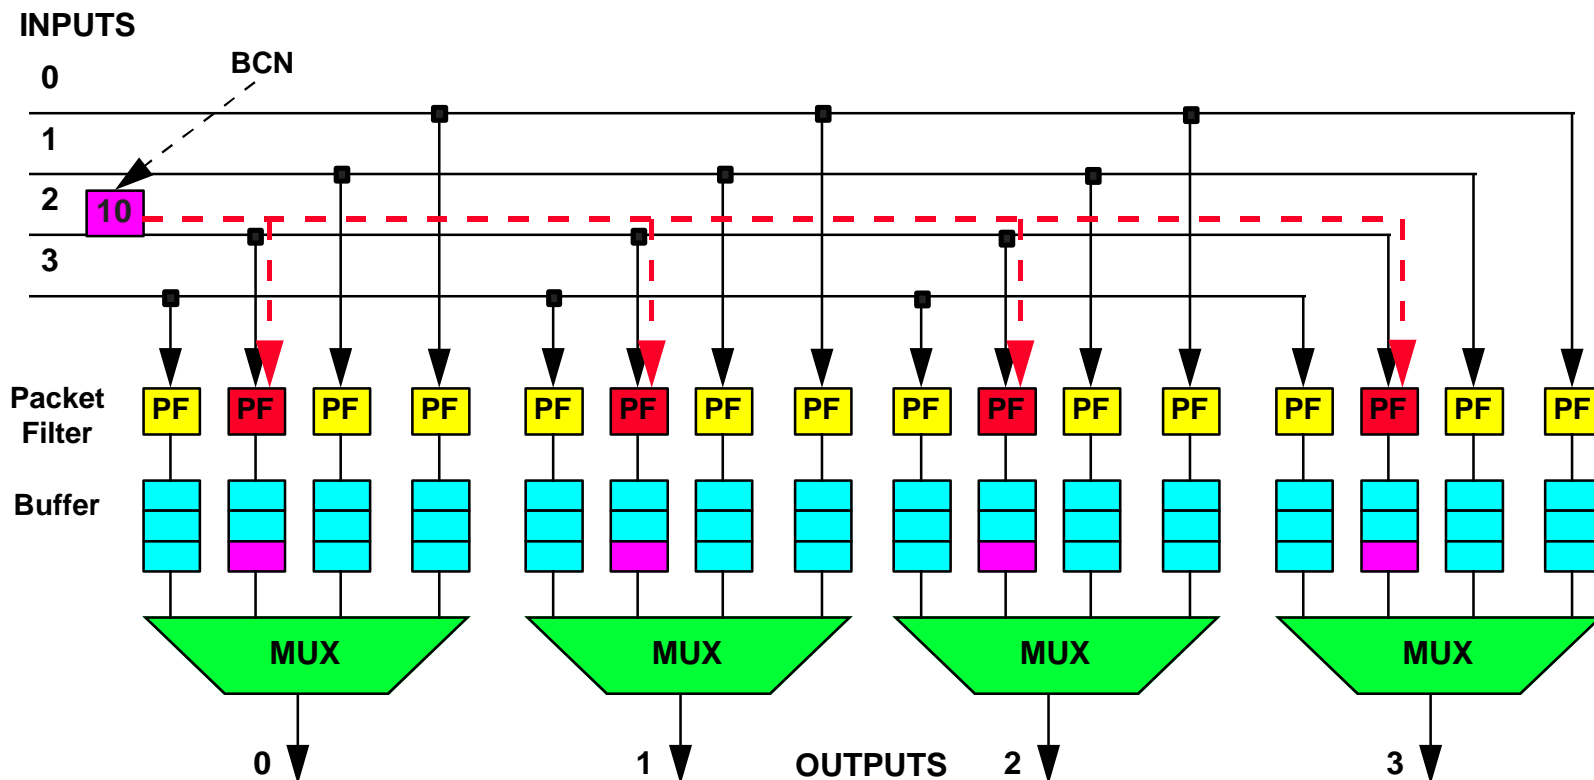 INPUTS
0
BCN
1
2
10
3
Packet
Filter
PF PF PF PF PF PF PF PF PF PF PF PF PF PF PF PF
Buffer
MUX MUX MUX MUX
0 1 OUTPUTS 2 3